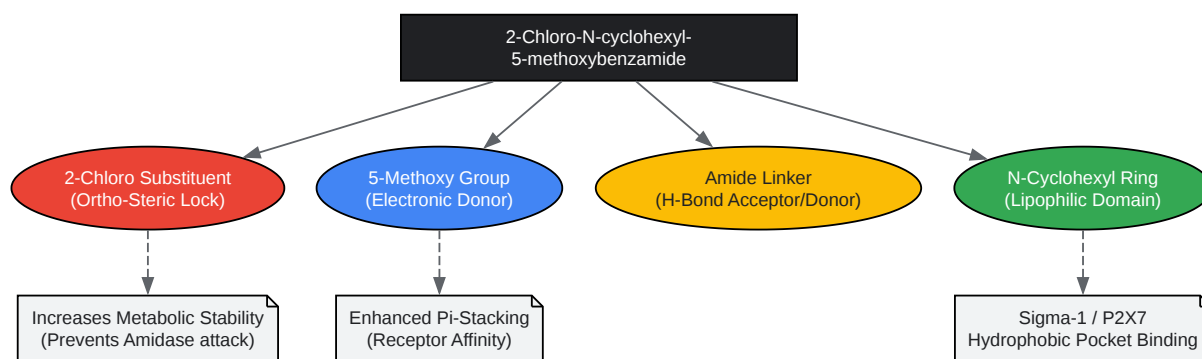 2-Chloro-N-cyclohexyl-
5-methoxybenzamide
2-Chloro Substituent
(Ortho-Steric Lock)
5-Methoxy Group
(Electronic Donor)
Amide Linker
(H-Bond Acceptor/Donor)
N-Cyclohexyl Ring
(Lipophilic Domain)
Increases Metabolic Stability
(Prevents Amidase attack)
Enhanced Pi-Stacking
(Receptor Affinity)
Sigma-1 / P2X7
Hydrophobic Pocket Binding